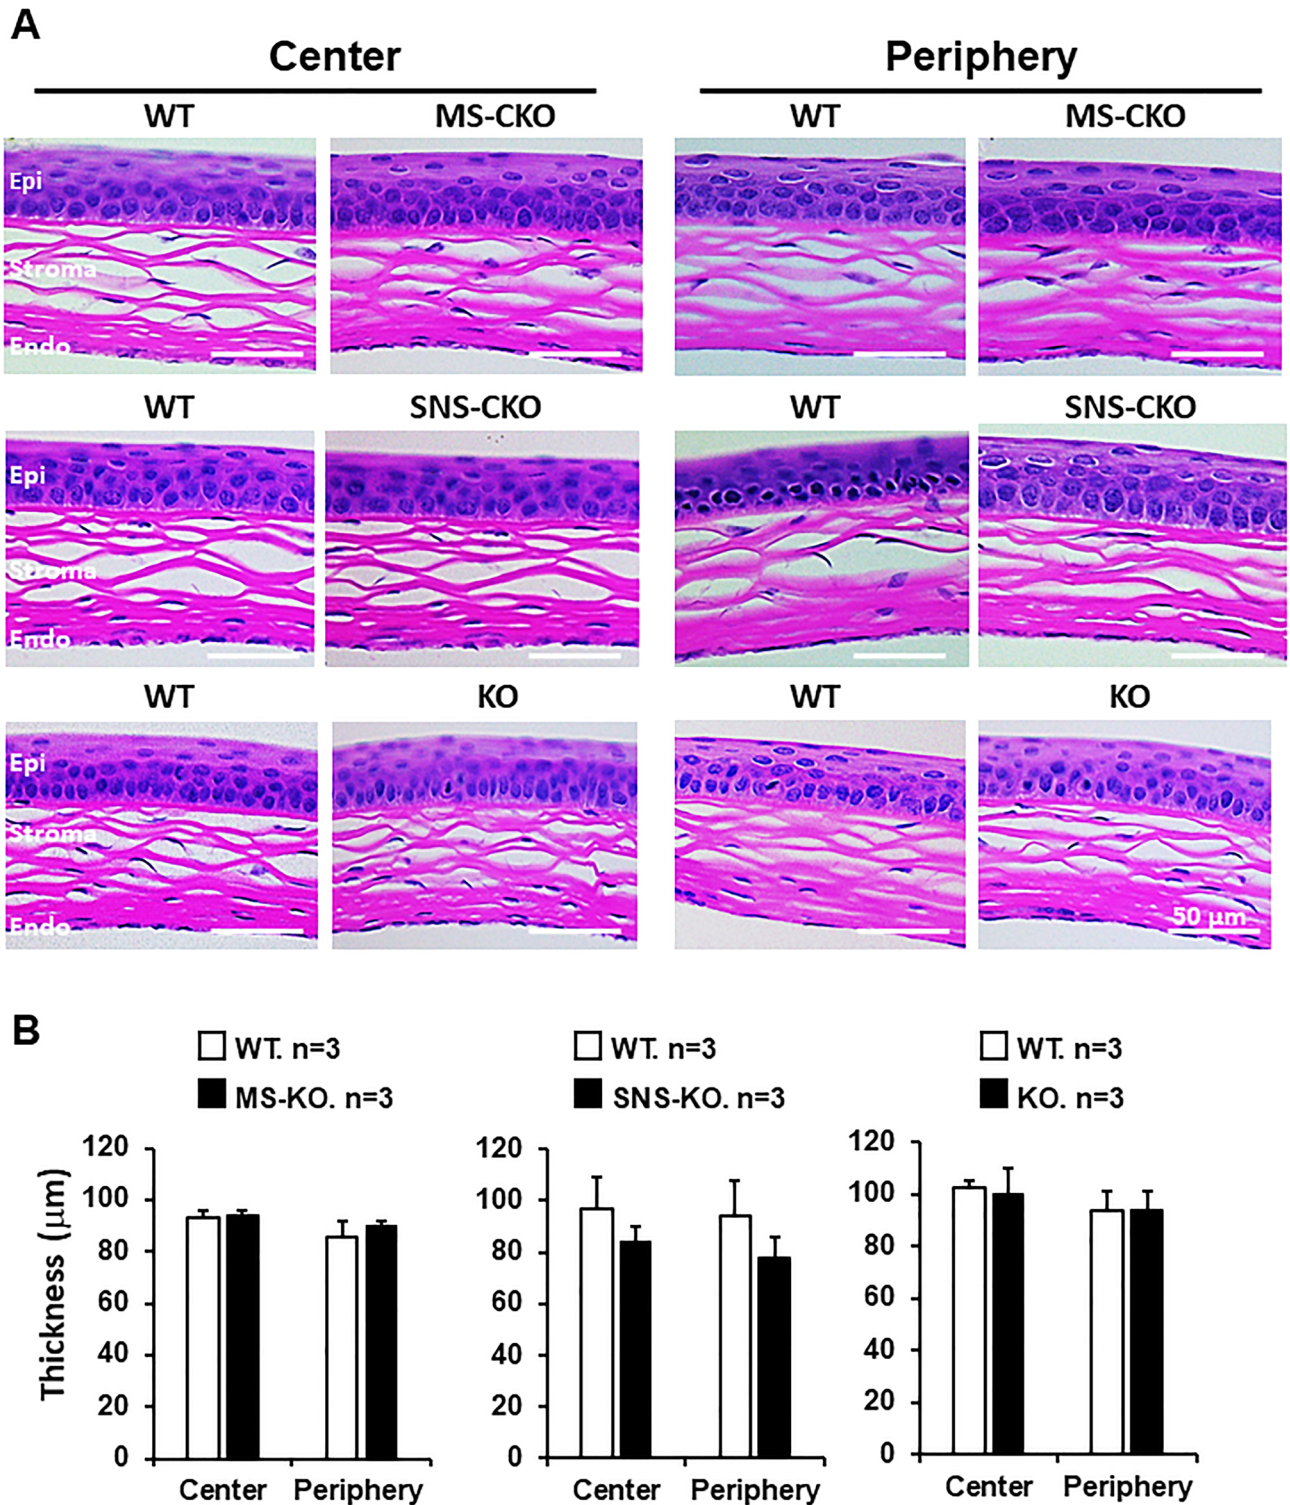 A
Center Periphery
WT MS-CKO WT MS-CKO
Epi
Stroma
Endo
WT SNS-CKO WT SNS-CKO
Epi
Stroma
Endo
WT KO WT KO
Epi
Stroma
Endo
50 µm
B
WT. n=3
MS-KO. n=3
WT. n=3
SNS-KO. n=3
WT. n=3
KO. n=3
Thickness (µm)
120
100
80
60
40
20
0
Center Periphery
120
100
80
60
40
20
0
Center Periphery
120
100
80
60
40
20
0
Center Periphery